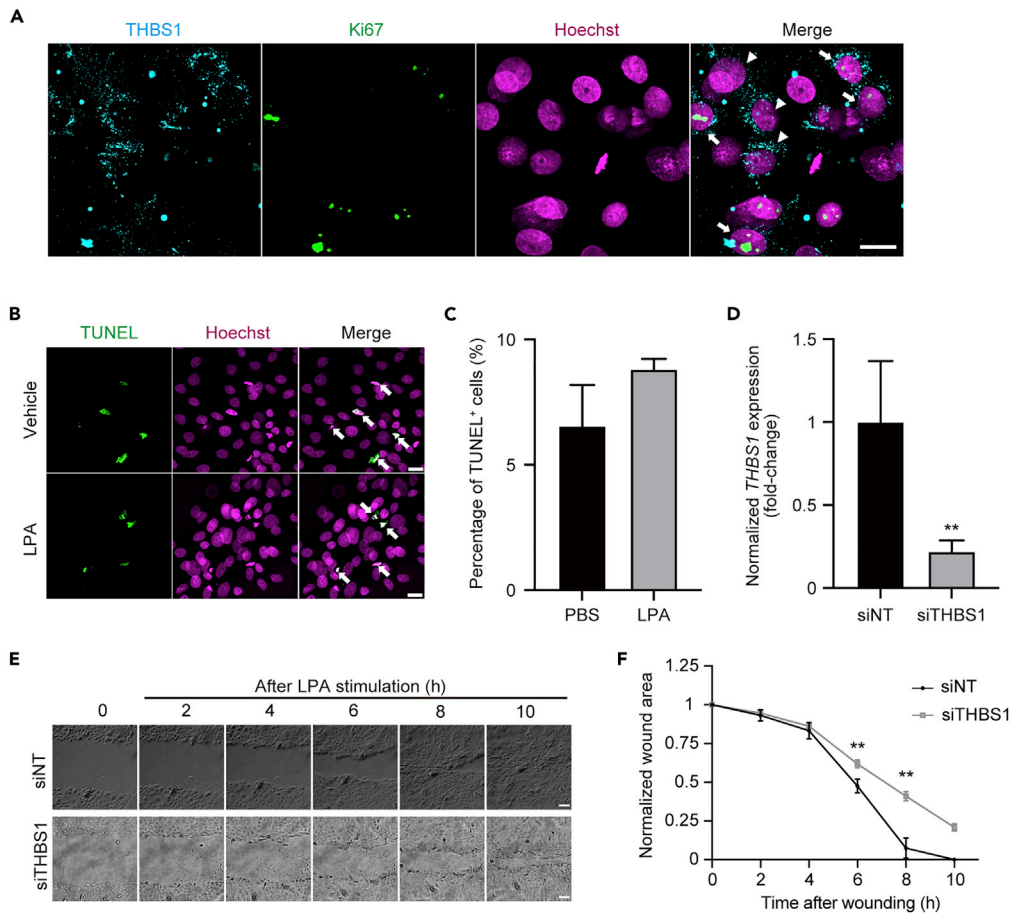 A
THBS1 Ki67 Hoechst Merge
B
TUNEL Hoechst Merge
Vehicle
LPA
C
Percentage of TUNEL⁺ cells (%)
10
5
0
PBS LPA
D
Normalized THBS1 expression
(fold-change)
1.5
1
0.5
0
**
siNT siTHBS1
E
After LPA stimulation (h)
0 2 4 6 8 10
siNT
siTHBS1
F
Normalized wound area
1.25
1
0.75
0.5
0.25
0
siNT
siTHBS1
**
**
0 2 4 6 8 10
Time after wounding (h)